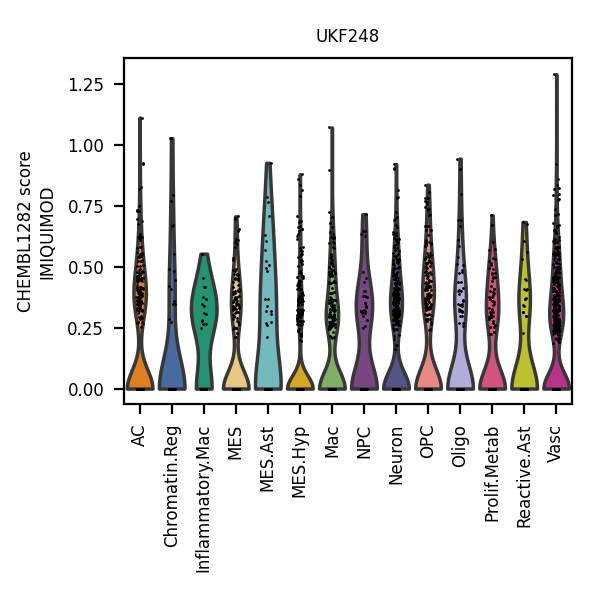 UKF248
CHEMBL1282 score
IMIQUIMOD
1.25
1.00
0.75
0.50
0.25
0.00
AC
Chromatin.Reg
Inflammatory.Mac
MES
MES.Ast
MES.Hyp
Mac
NPC
Neuron
OPC
Oligo
Prolif.Metab
Reactive.Ast
Vasc